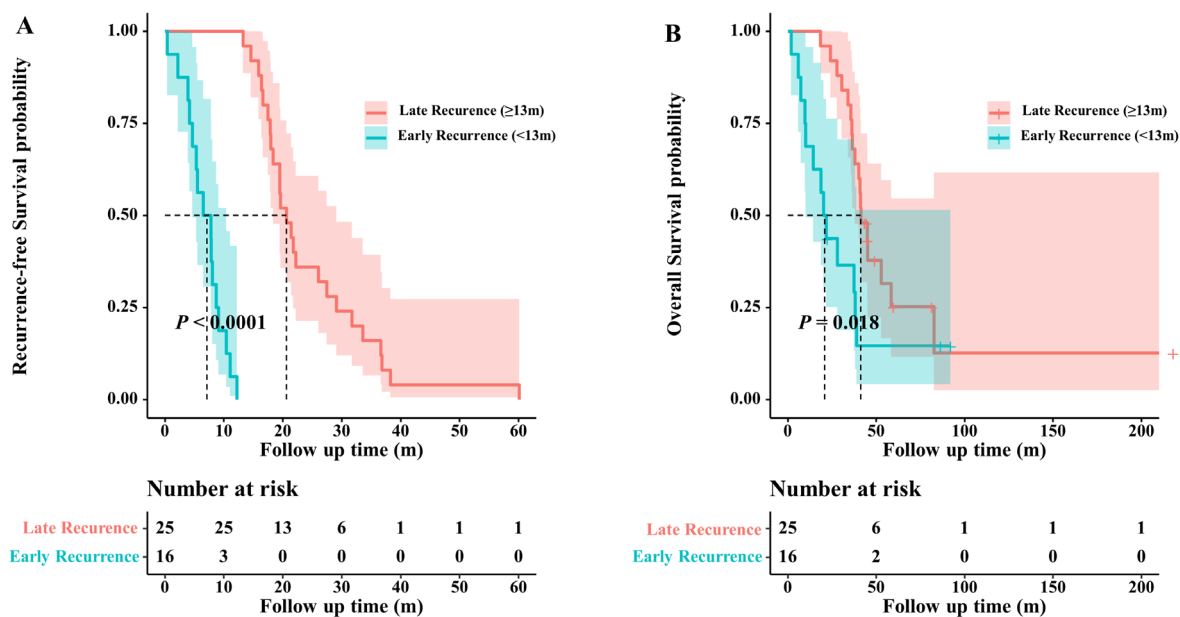 A
Recurrence-free Survival probability
1.00
0.75
0.50
0.25
0.00
Late Recurence (≥13m)
Early Recurrence (<13m)
P < 0.0001
0 10 20 30 40 50 60
Follow up time (m)
Number at risk
Late Recurence 25 25 13 6 1 1 1
Early Recurrence 16 3 0 0 0 0 0
0 10 20 30 40 50 60
Follow up time (m)
B
Overall Survival probability
1.00
0.75
0.50
0.25
0.00
Late Recurence (≥13m)
Early Recurrence (<13m)
P = 0.018
0 50 100 150 200
Follow up time (m)
Number at risk
Late Recurence 25 6 1 1 1
Early Recurrence 16 2 0 0 0
0 50 100 150 200
Follow up time (m)